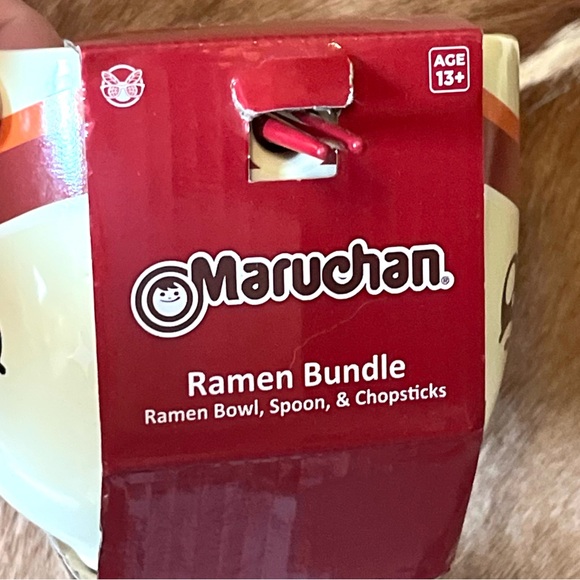 AGE
13+
Maruchan®
Ramen Bundle
Ramen Bowl, Spoon, & Chopsticks